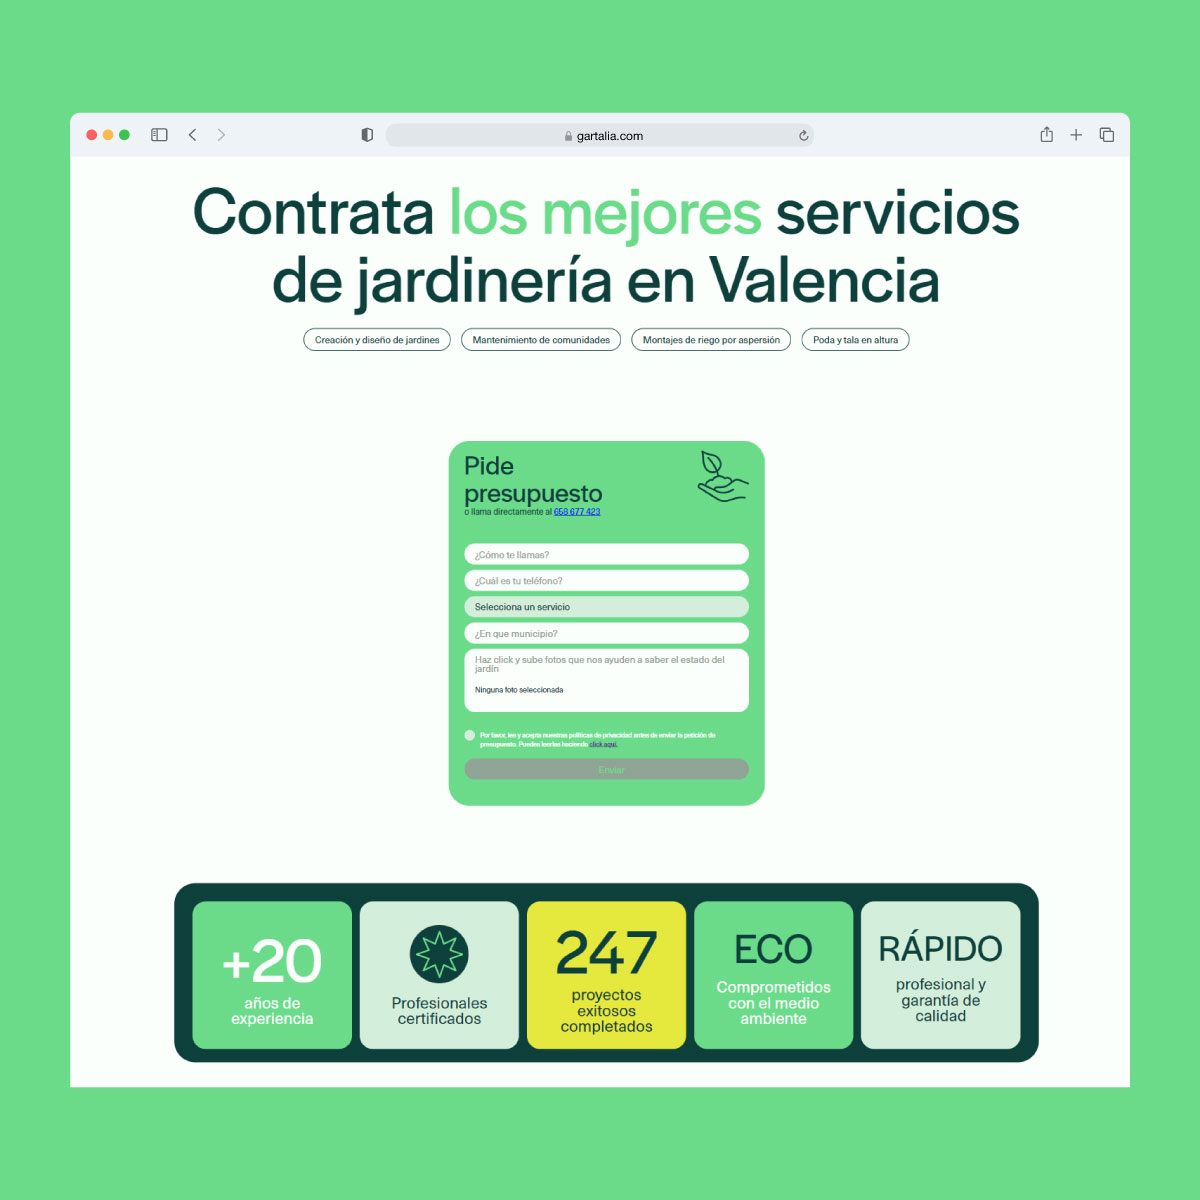 gartalia.com
Contrata los mejores servicios
de jardinería en Valencia
Creación y diseño de jardines
Mantenimiento de comunidades
Montajes de riego por aspersión
Poda y tala en altura
Pide
presupuesto
o llama directamente al 658 677 423
¿Cómo te llamas?
¿Cuál es tu teléfono?
Selecciona un servicio
¿En que municipio?
Haz click y sube fotos que nos ayuden a saber el estado del
jardín
Ninguna foto seleccionada
Por favor, lee y acepta nuestras políticas de privacidad antes de enviar la petición de
presupuesto. Puedes leerlas haciendo click aquí.
Enviar
+20
años de
experiencia
Profesionales
certificados
247
proyectos
exitosos
completados
ECO
Comprometidos
con el medio
ambiente
RÁPIDO
profesional y
garantía de
calidad